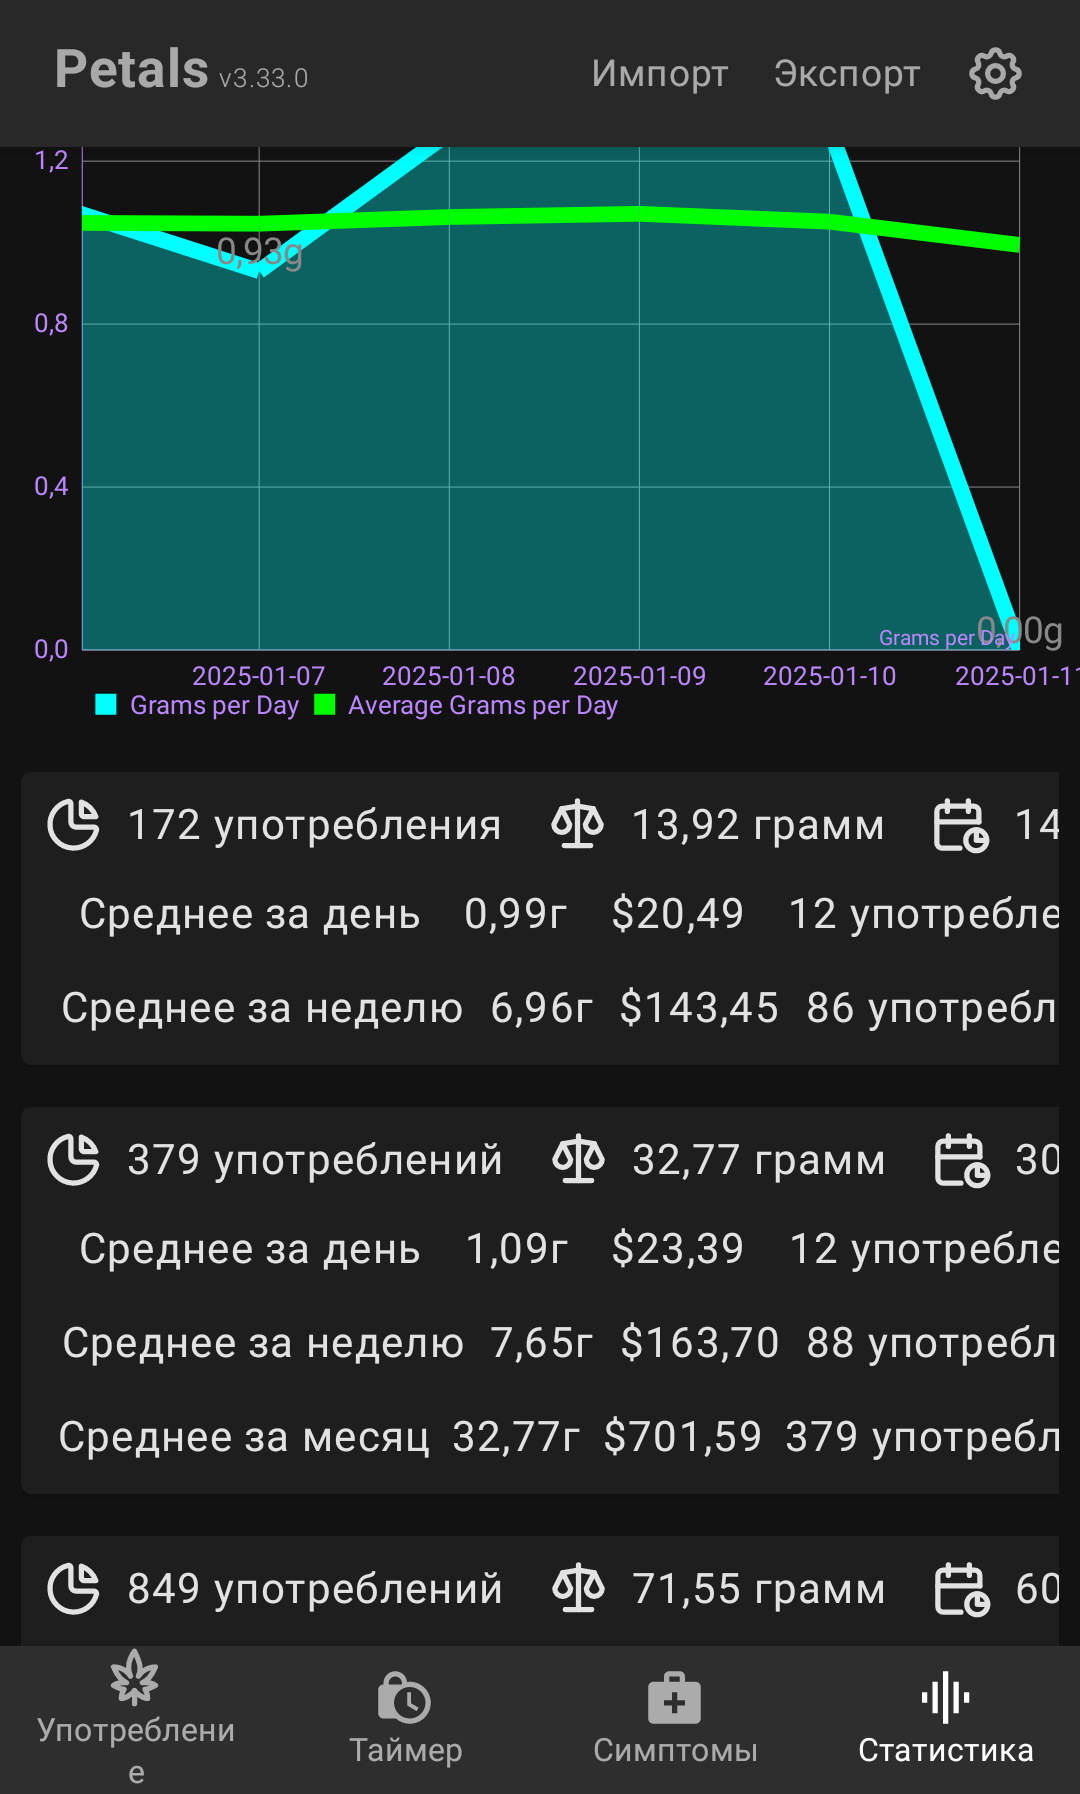 Petals v3.33.0 Импорт Экспорт
1,2
0,93g
0,8
0,4
0,00g
Grams per Day
0,0
2025-01-07 2025-01-08 2025-01-09 2025-01-10 2025-01-11
Grams per Day Average Grams per Day
172 употребления 13,92 грамм 14
Среднее за день 0,99г $20,49 12 употребле
Среднее за неделю 6,96г $143,45 86 употребл
379 употреблений 32,77 грамм 30
Среднее за день 1,09г $23,39 12 употребле
Среднее за неделю 7,65г $163,70 88 употребл
Среднее за месяц 32,77г $701,59 379 употребл
849 употреблений 71,55 грамм 60
Употреблени
е
Таймер
Симптомы
Статистика